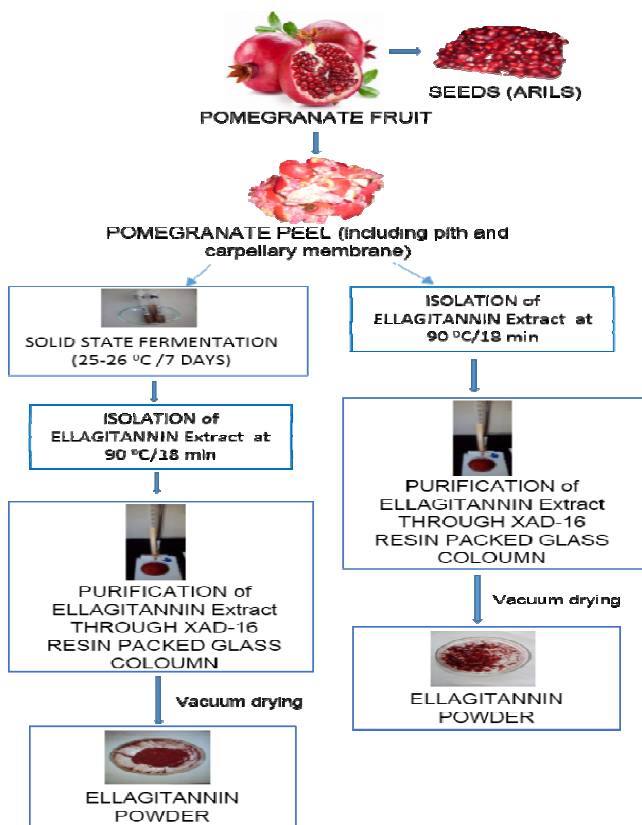 SEEDS (ARILS)
POMEGRANATE FRUIT
POMEGRANATE PEEL (including pith and
carpellary membrane)
SOLID STATE FERMENTATION
(25-26 ⁰C /7 DAYS)
ISOLATION of
ELLAGITANNIN Extract at
90 ⁰C/18 min
PURIFICATION of
ELLAGITANNIN Extract
THROUGH XAD-16
RESIN PACKED GLASS
COLOUMN
Vacuum drying
ELLAGITANNIN
POWDER
ISOLATION of
ELLAGITANNIN Extract at
90 ⁰C/18 min
PURIFICATION of
ELLAGITANNIN Extract
THROUGH XAD-16
RESIN PACKED GLASS
COLOUMN
Vacuum drying
ELLAGITANNIN
POWDER